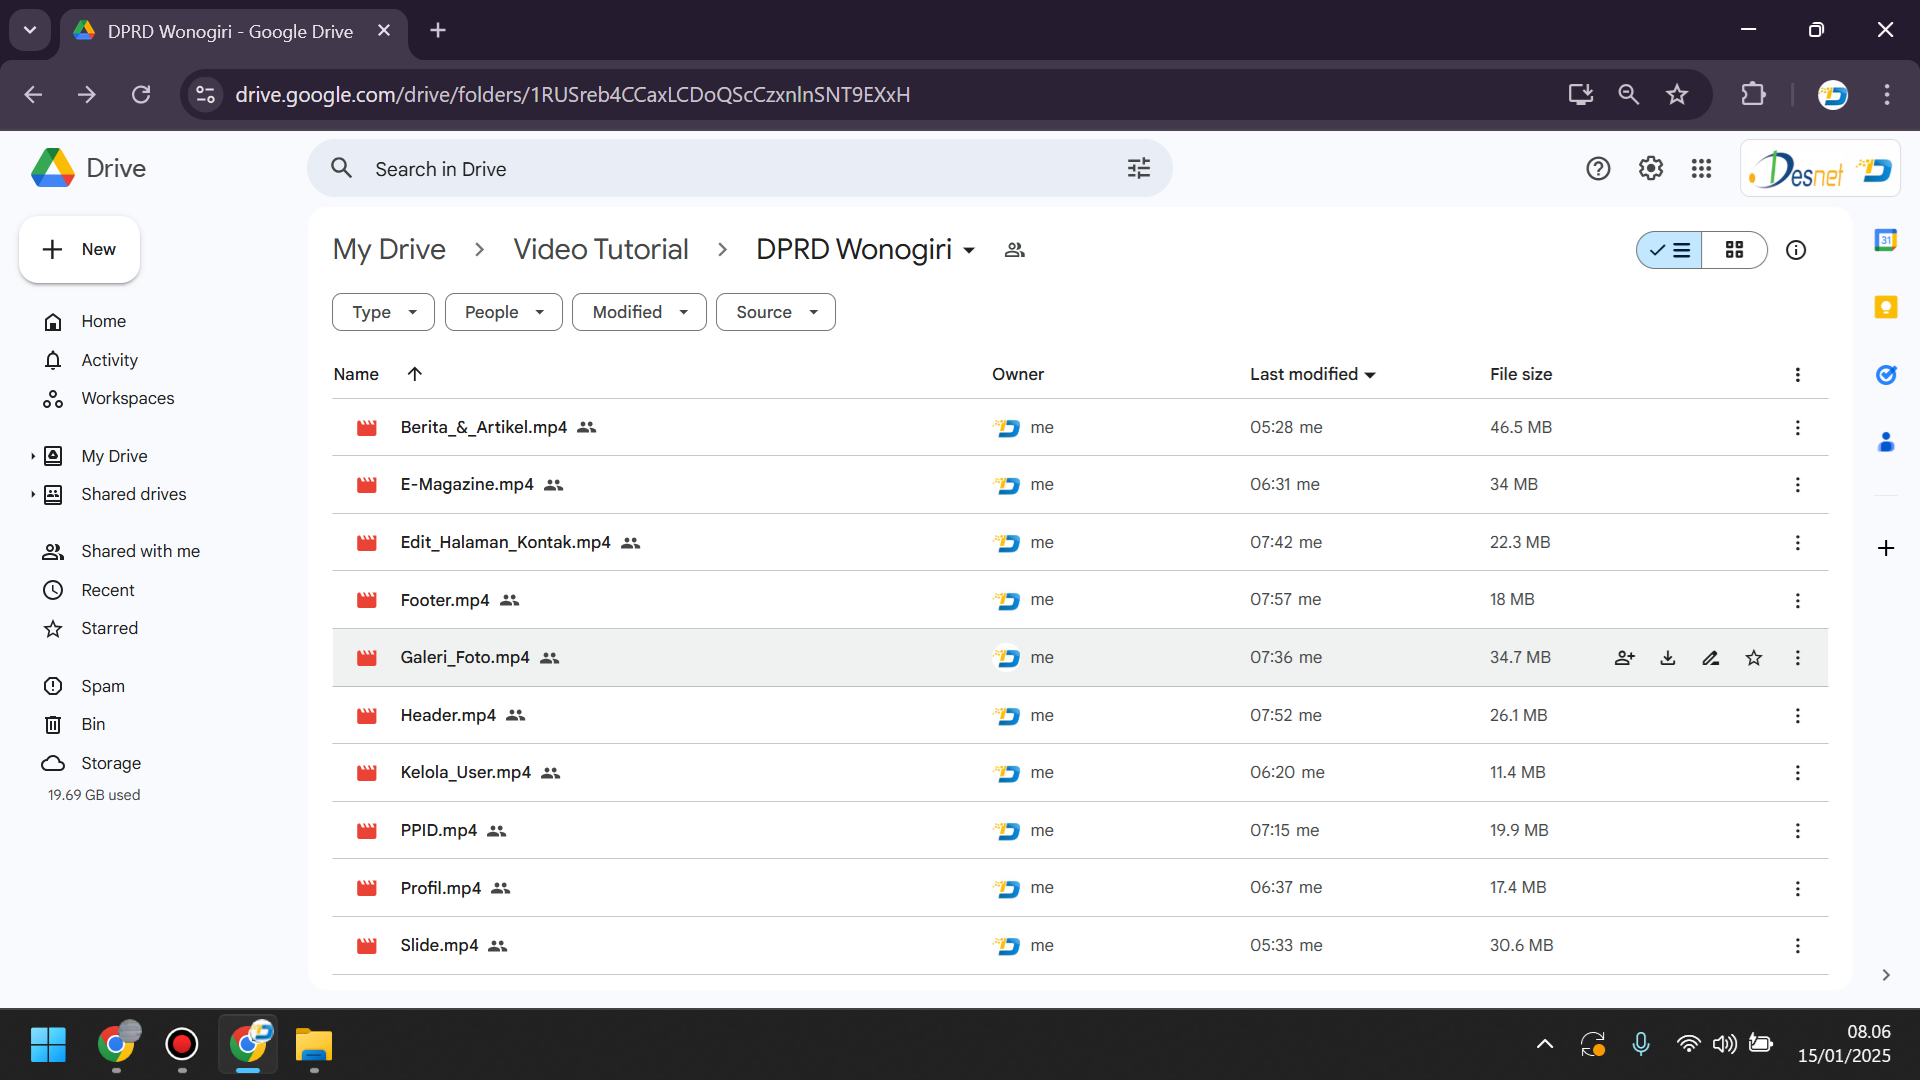 DPRD Wonogiri - Google Drive
drive.google.com/drive/folders/1RUSreb4CCaxLCDoQScCzxnlnSNT9EXxH
Drive
Search in Drive
Desnet
New
Home
Activity
Workspaces
My Drive
Shared drives
Shared with me
Recent
Starred
Spam
Bin
Storage
19.69 GB used
My Drive > Video Tutorial > DPRD Wonogiri
Type People Modified Source
Name Owner Last modified File size
Berita_&_Artikel.mp4 me 05:28 me 46.5 MB
E-Magazine.mp4 me 06:31 me 34 MB
Edit_Halaman_Kontak.mp4 me 07:42 me 22.3 MB
Footer.mp4 me 07:57 me 18 MB
Galeri_Foto.mp4 me 07:36 me 34.7 MB
Header.mp4 me 07:52 me 26.1 MB
Kelola_User.mp4 me 06:20 me 11.4 MB
PPID.mp4 me 07:15 me 19.9 MB
Profil.mp4 me 06:37 me 17.4 MB
Slide.mp4 me 05:33 me 30.6 MB
31
08.06
15/01/2025